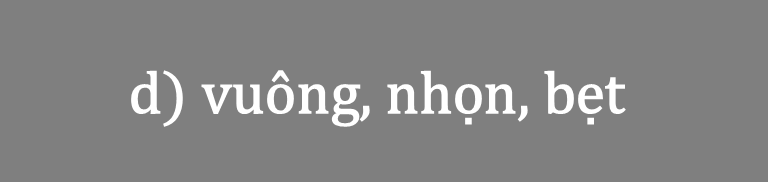 d) vuông, nhọn, bẹt